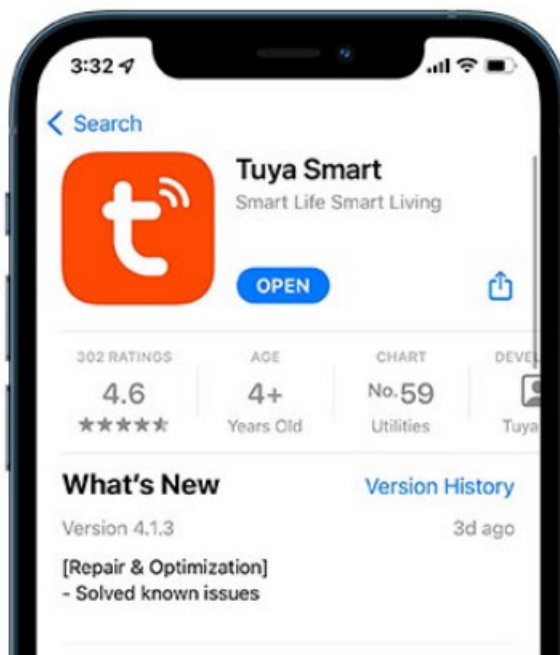 3:32
Search
t
Tuya Smart
Smart Life Smart Living
OPEN
302 RATINGS
4.6
AGE
4+
Years Old
CHART
No.59
Utilities
DEVEL
Tuya
What's New
Version History
Version 4.1.3
3d ago
[Repair & Optimization]
- Solved known issues